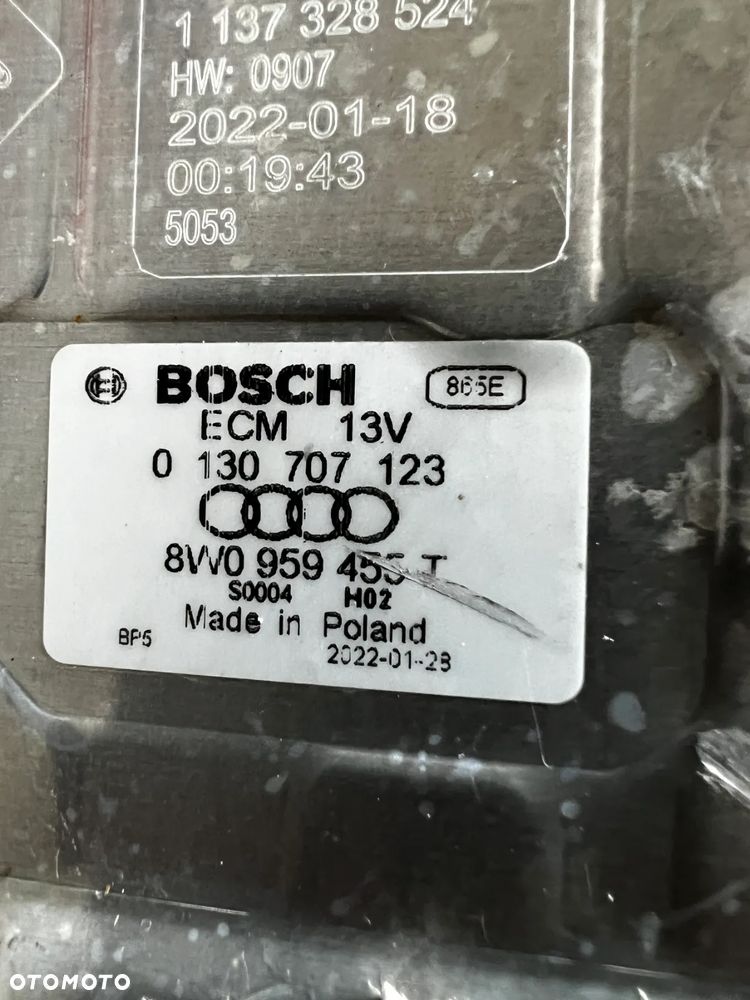 1 137 328 524
HW: 0907
2022-01-18
00:19:43
5053
BOSCH
865E
ECM 13V
0 130 707 123
8W0 959 455 T
S0004 H02
Made in Poland
BP5
2022-01-28
OTOMOTO